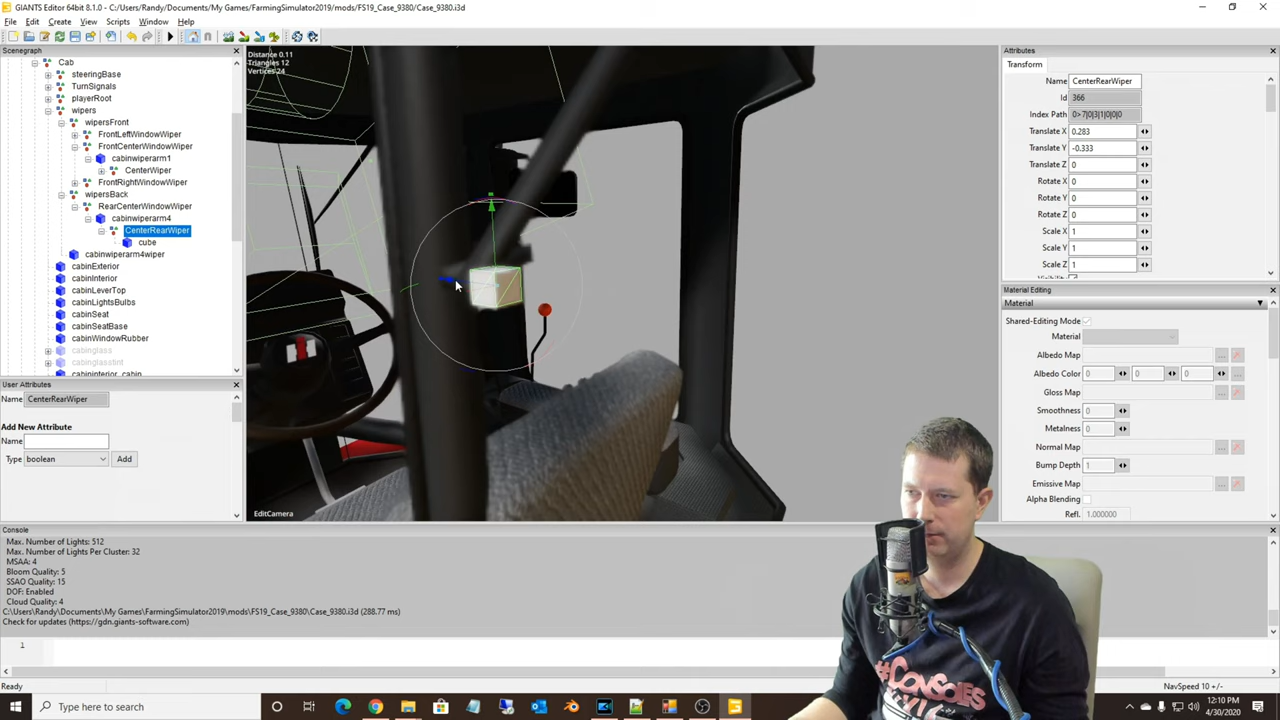 GIANTS Editor 64bit - C:/Users/Randy/Documents/My Games/FarmingSimulator2019/mods/FS19_Case_9380/Case_9380.i3d
File Edit Create View Scripts Window Help
Scenegraph
Cab
steeringBase
TurnSignals
playerRoot
wipers
wipersFront
FrontLeftWindowWiper
FrontCenterWindowWiper
cabinwiperarm1
CenterWiper
FrontRightWindowWiper
wipersBack
RearCenterWindowWiper
cabinwiperarm4
CenterRearWiper
cube
cabinwiperarm4wiper
cabinExterior
cabinInterior
cabinLeverTop
cabinLightsBulbs
cabinSeat
cabinSeatBase
cabinWindowRubber
cabinglass
cabinglasstint
cabininterior_cabin
User Attributes
Name CenterRearWiper
Add New Attribute
Name
Type boolean Add
Distance 0.11
Triangles 12
Vertices 24
EditCamera
Attributes
Transform
Name CenterRearWiper
Id 366
Index Path 0>7|0|3|1|0|0|0
Translate X 0.283
Translate Y -0.333
Translate Z 0
Rotate X 0
Rotate Y 0
Rotate Z 0
Scale X 1
Scale Y 1
Scale Z 1
Material Editing
Material
Shared-Editing Mode
Material
Albedo Map
Albedo Color 0 0 0
Gloss Map
Smoothness 0
Metalness 0
Normal Map
Bump Depth 1
Emissive Map
Alpha Blending
Refl. 1.000000
Console
Max. Number of Lights: 512
Max. Number of Lights Per Cluster: 32
MSAA: 4
Bloom Quality: 5
SSAO Quality: 15
DOF: Enabled
Cloud Quality: 4
C:\Users\Randy\Documents\My Games\FarmingSimulator2019\mods\FS19_Case_9380\Case_9380.i3d (288.77 ms)
Check for updates (https://gdn.giants-software.com)
1
Ready
NavSpeed 10 +/-
Type here to search
12:10 PM
4/30/2020